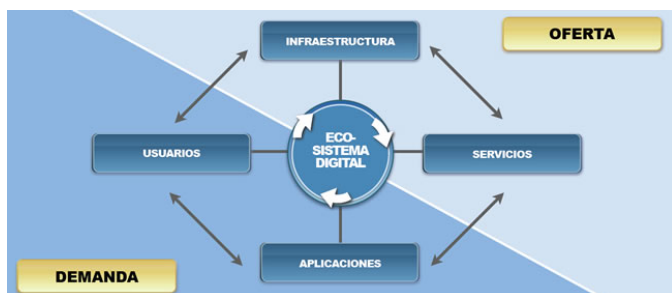 INFRAESTRUCTURA
OFERTA
USUARIOS
ECO-
SISTEMA
DIGITAL
SERVICIOS
APLICACIONES
DEMANDA